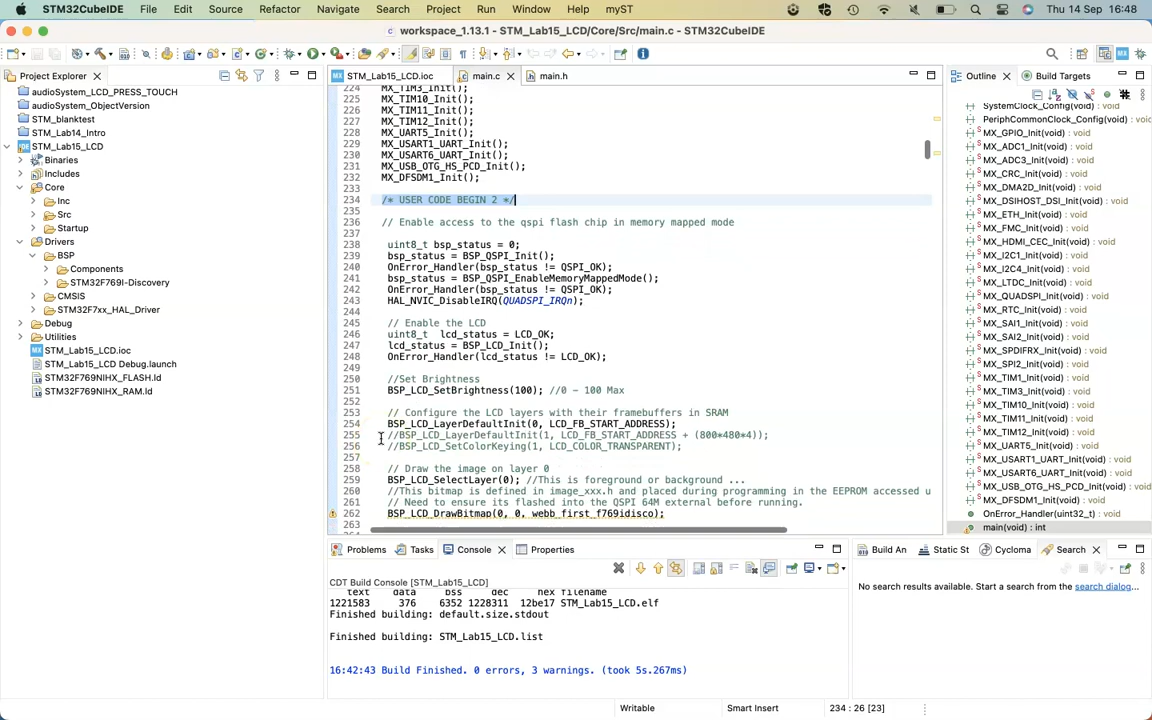 STM32CubeIDE File Edit Source Refactor Navigate Search Project Run Window Help myST Thu 14 Sep 16:48
workspace_1.13.1 - STM_Lab15_LCD/Core/Src/main.c - STM32CubeIDE
Project Explorer
audioSystem_LCD_PRESS_TOUCH
audioSystem_ObjectVersion
STM_blanktest
STM_Lab14_Intro
STM_Lab15_LCD
Binaries
Includes
Core
Inc
Src
Startup
Drivers
BSP
Components
STM32F769I-Discovery
CMSIS
STM32F7xx_HAL_Driver
Debug
Utilities
STM_Lab15_LCD.ioc
STM_Lab15_LCD Debug.launch
STM32F769NIHX_FLASH.ld
STM32F769NIHX_RAM.ld
STM_Lab15_LCD.ioc main.c main.h
224 MX_TIM3_Init();
225 MX_TIM10_Init();
226 MX_TIM11_Init();
227 MX_TIM12_Init();
228 MX_UART5_Init();
229 MX_USART1_UART_Init();
230 MX_USART6_UART_Init();
231 MX_USB_OTG_HS_PCD_Init();
232 MX_DFSDM1_Init();
233
234 /* USER CODE BEGIN 2 */
235
236 // Enable access to the qspi flash chip in memory mapped mode
237
238 uint8_t bsp_status = 0;
239 bsp_status = BSP_QSPI_Init();
240 OnError_Handler(bsp_status != QSPI_OK);
241 bsp_status = BSP_QSPI_EnableMemoryMappedMode();
242 OnError_Handler(bsp_status != QSPI_OK);
243 HAL_NVIC_DisableIRQ(QUADSPI_IRQn);
244
245 // Enable the LCD
246 uint8_t lcd_status = LCD_OK;
247 lcd_status = BSP_LCD_Init();
248 OnError_Handler(lcd_status != LCD_OK);
249
250 //Set Brightness
251 BSP_LCD_SetBrightness(100); //0 - 100 Max
252
253 // Configure the LCD layers with their framebuffers in SRAM
254 BSP_LCD_LayerDefaultInit(0, LCD_FB_START_ADDRESS);
255 //BSP_LCD_LayerDefaultInit(1, LCD_FB_START_ADDRESS + (800*480*4));
256 //BSP_LCD_SetColorKeying(1, LCD_COLOR_TRANSPARENT);
257
258 // Draw the image on layer 0
259 BSP_LCD_SelectLayer(0); //This is foreground or background ...
260 //This bitmap is defined in image_xxx.h and placed during programming in the EEPROM accessed u
261 // Need to ensure its flashed into the QSPI 64M external before running.
262 BSP_LCD_DrawBitmap(0, 0, webb_first_f769idisco);
263
Outline Build Targets
SystemClock_Config(void) : void
PeriphCommonClock_Config(void) : void
MX_GPIO_Init(void) : void
MX_ADC1_Init(void) : void
MX_ADC3_Init(void) : void
MX_CRC_Init(void) : void
MX_DMA2D_Init(void) : void
MX_DSIHOST_DSI_Init(void) : void
MX_ETH_Init(void) : void
MX_FMC_Init(void) : void
MX_HDMI_CEC_Init(void) : void
MX_I2C1_Init(void) : void
MX_I2C4_Init(void) : void
MX_LTDC_Init(void) : void
MX_QUADSPI_Init(void) : void
MX_RTC_Init(void) : void
MX_SAI1_Init(void) : void
MX_SAI2_Init(void) : void
MX_SPDIFRX_Init(void) : void
MX_SPI2_Init(void) : void
MX_TIM1_Init(void) : void
MX_TIM3_Init(void) : void
MX_TIM10_Init(void) : void
MX_TIM11_Init(void) : void
MX_TIM12_Init(void) : void
MX_UART5_Init(void) : void
MX_USART1_UART_Init(void) : void
MX_USART6_UART_Init(void) : void
MX_USB_OTG_HS_PCD_Init(void) : void
MX_DFSDM1_Init(void) : void
OnError_Handler(uint32_t) : void
main(void) : int
Problems Tasks Console Properties
CDT Build Console [STM_Lab15_LCD]
text data bss dec hex filename
1221583 376 6352 1228311 12be17 STM_Lab15_LCD.elf
Finished building: default.size.stdout
Finished building: STM_Lab15_LCD.list
16:42:43 Build Finished. 0 errors, 3 warnings. (took 5s.267ms)
Build An Static St Cycloma Search
No search results available. Start a search from the search dialog...
Writable Smart Insert 234 : 26 [23]